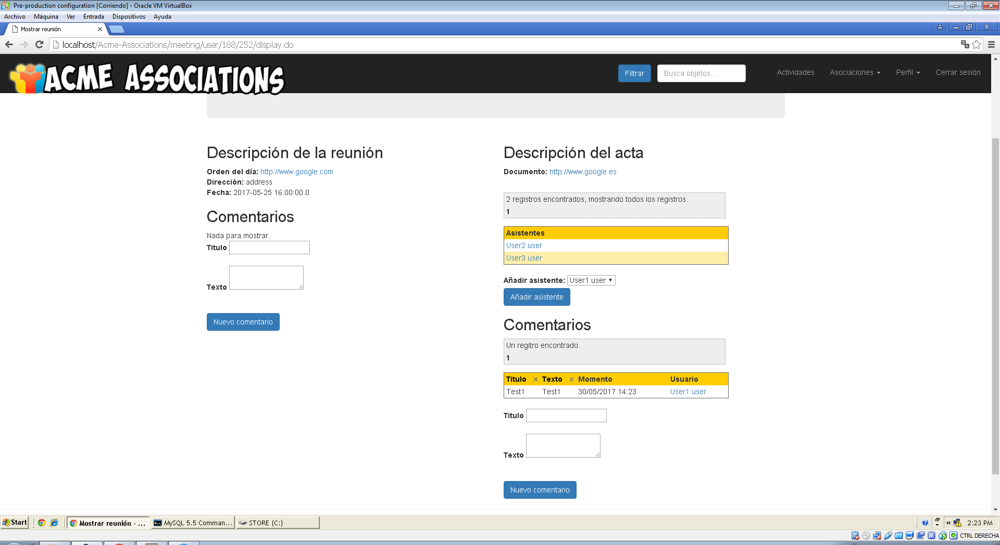 Pre-production configuration [Corriendo] - Oracle VM VirtualBox
Archivo Máquina Ver Entrada Dispositivos Ayuda
Mostrar reunión
localhost/Acme-Associations/meeting/user/188/252/display.do
ACME ASSOCIATIONS
Filtrar
Busca objetos...
Actividades
Asociaciones
Perfil
Cerrar sesión
Descripción de la reunión
Orden del día: http://www.google.com
Dirección: address
Fecha: 2017-05-25 16:00:00.0
Comentarios
Nada para mostrar.
Titulo
Texto
Nuevo comentario
Descripción del acta
Documento: http://www.google.es
2 registros encontrados, mostrando todos los registros.
1
Asistentes
User2 user
User3 user
Añadir asistente: User1 user
Añadir asistente
Comentarios
Un regitro encontrado.
1
Titulo Texto Momento Usuario
Test1 Test1 30/05/2017 14:23 User1 user
Titulo
Texto
Nuevo comentario
Start
Mostrar reunión - ...
MySQL 5.5 Comman...
STORE (C:)
2:23 PM
CTRL DERECHA